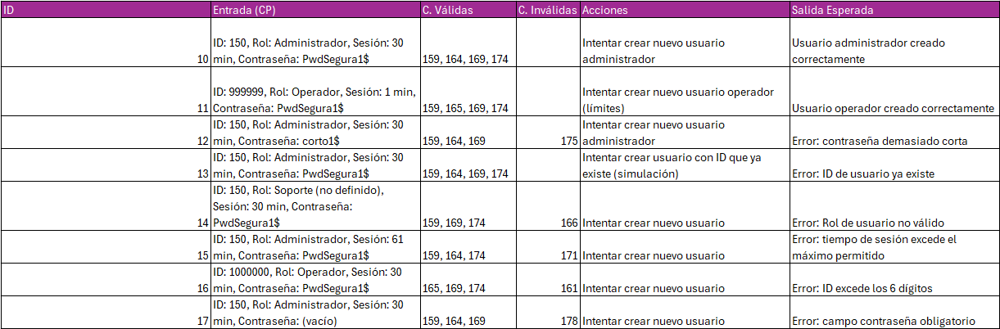 ID Entrada (CP) C. Válidas C. Inválidas Acciones Salida Esperada
ID: 150, Rol: Administrador, Sesión: 30 Intentar crear nuevo usuario Usuario administrador creado
10 min, Contraseña: PwdSegura1$ 159, 164, 169, 174 administrador correctamente
ID: 999999, Rol: Operador, Sesión: 1 min, Intentar crear nuevo usuario operador
11 Contraseña: PwdSegura1$ 159, 165, 169, 174 (límites) Usuario operador creado correctamente
ID: 150, Rol: Administrador, Sesión: 30 Intentar crear nuevo usuario
12 min, Contraseña: corto1$ 159, 164, 169 175 administrador Error: contraseña demasiado corta
ID: 150, Rol: Administrador, Sesión: 30 Intentar crear usuario con ID que ya
13 min, Contraseña: PwdSegura1$ 159, 164, 169, 174 existe (simulación) Error: ID de usuario ya existe
ID: 150, Rol: Soporte (no definido),
Sesión: 30 min, Contraseña:
14 PwdSegura1$ 159, 169, 174 166 Intentar crear nuevo usuario Error: Rol de usuario no válido
ID: 150, Rol: Administrador, Sesión: 61 Error: tiempo de sesión excede el
15 min, Contraseña: PwdSegura1$ 159, 164, 174 171 Intentar crear nuevo usuario máximo permitido
ID: 1000000, Rol: Operador, Sesión: 30
16 min, Contraseña: PwdSegura1$ 165, 169, 174 161 Intentar crear nuevo usuario Error: ID excede los 6 dígitos
ID: 150, Rol: Administrador, Sesión: 30
17 min, Contraseña: (vacío) 159, 164, 169 178 Intentar crear nuevo usuario Error: campo contraseña obligatorio